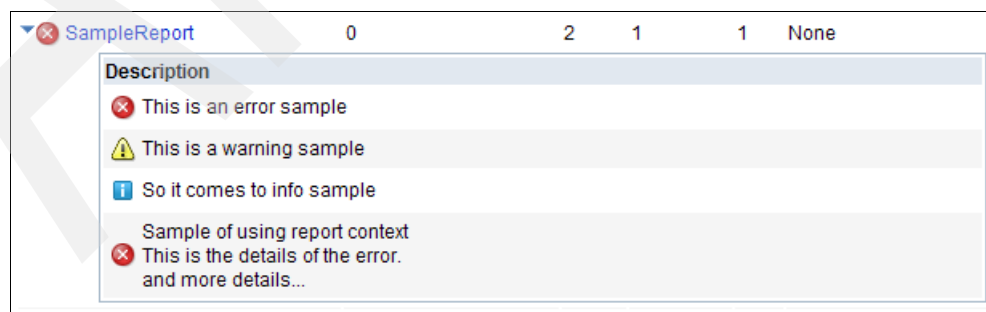 SampleReport 0 2 1 1 None
Description
This is an error sample
This is a warning sample
So it comes to info sample
Sample of using report context
This is the details of the error.
and more details...